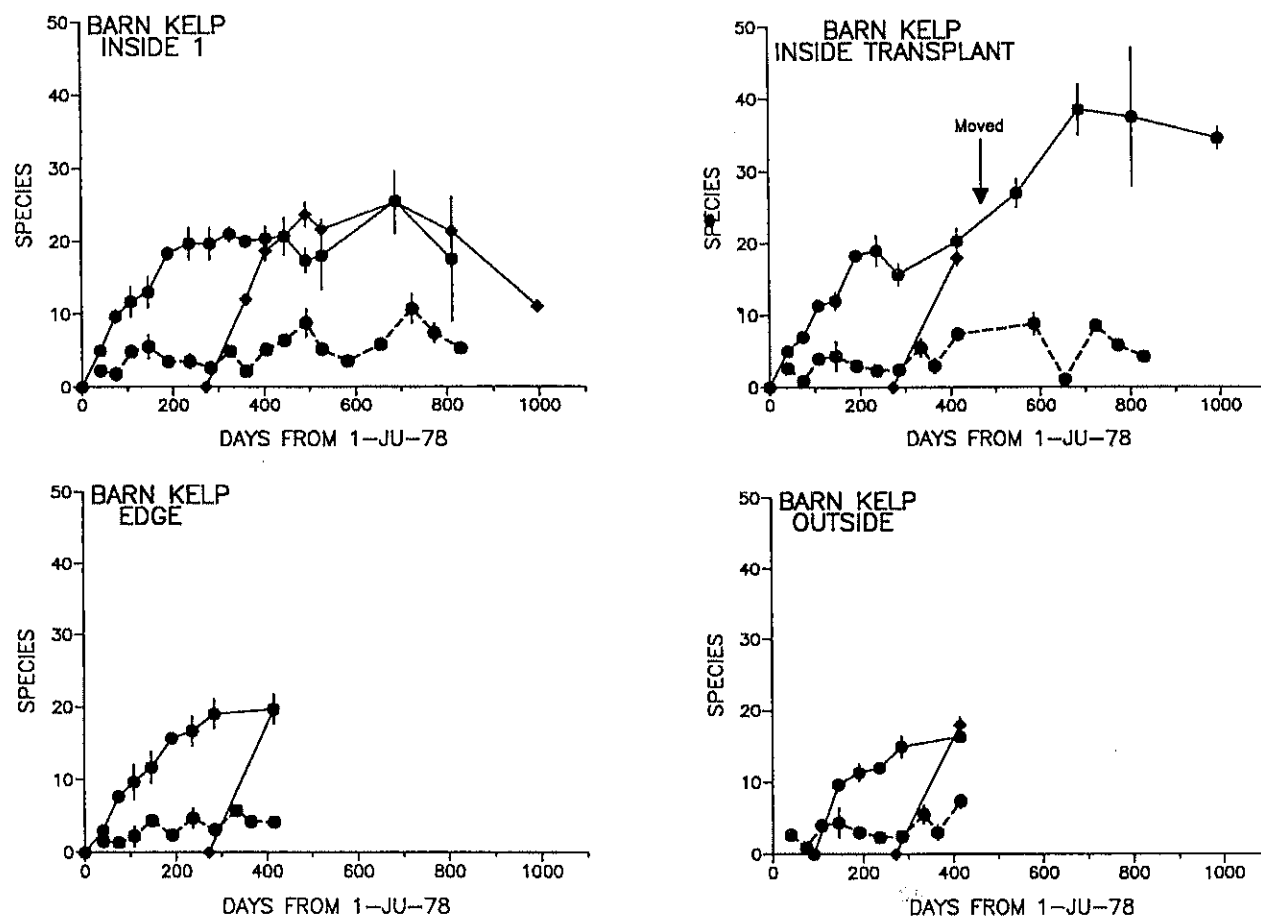 BARN KELP
INSIDE 1
50
40
30
20
10
0
SPECIES
0 200 400 600 800 1000
DAYS FROM 1-JU-78
BARN KELP
INSIDE TRANSPLANT
Moved
50
40
30
20
10
0
SPECIES
0 200 400 600 800 1000
DAYS FROM 1-JU-78
BARN KELP
EDGE
50
40
30
20
10
0
SPECIES
0 200 400 600 800 1000
DAYS FROM 1-JU-78
BARN KELP
OUTSIDE
50
40
30
20
10
0
SPECIES
0 200 400 600 800 1000
DAYS FROM 1-JU-78